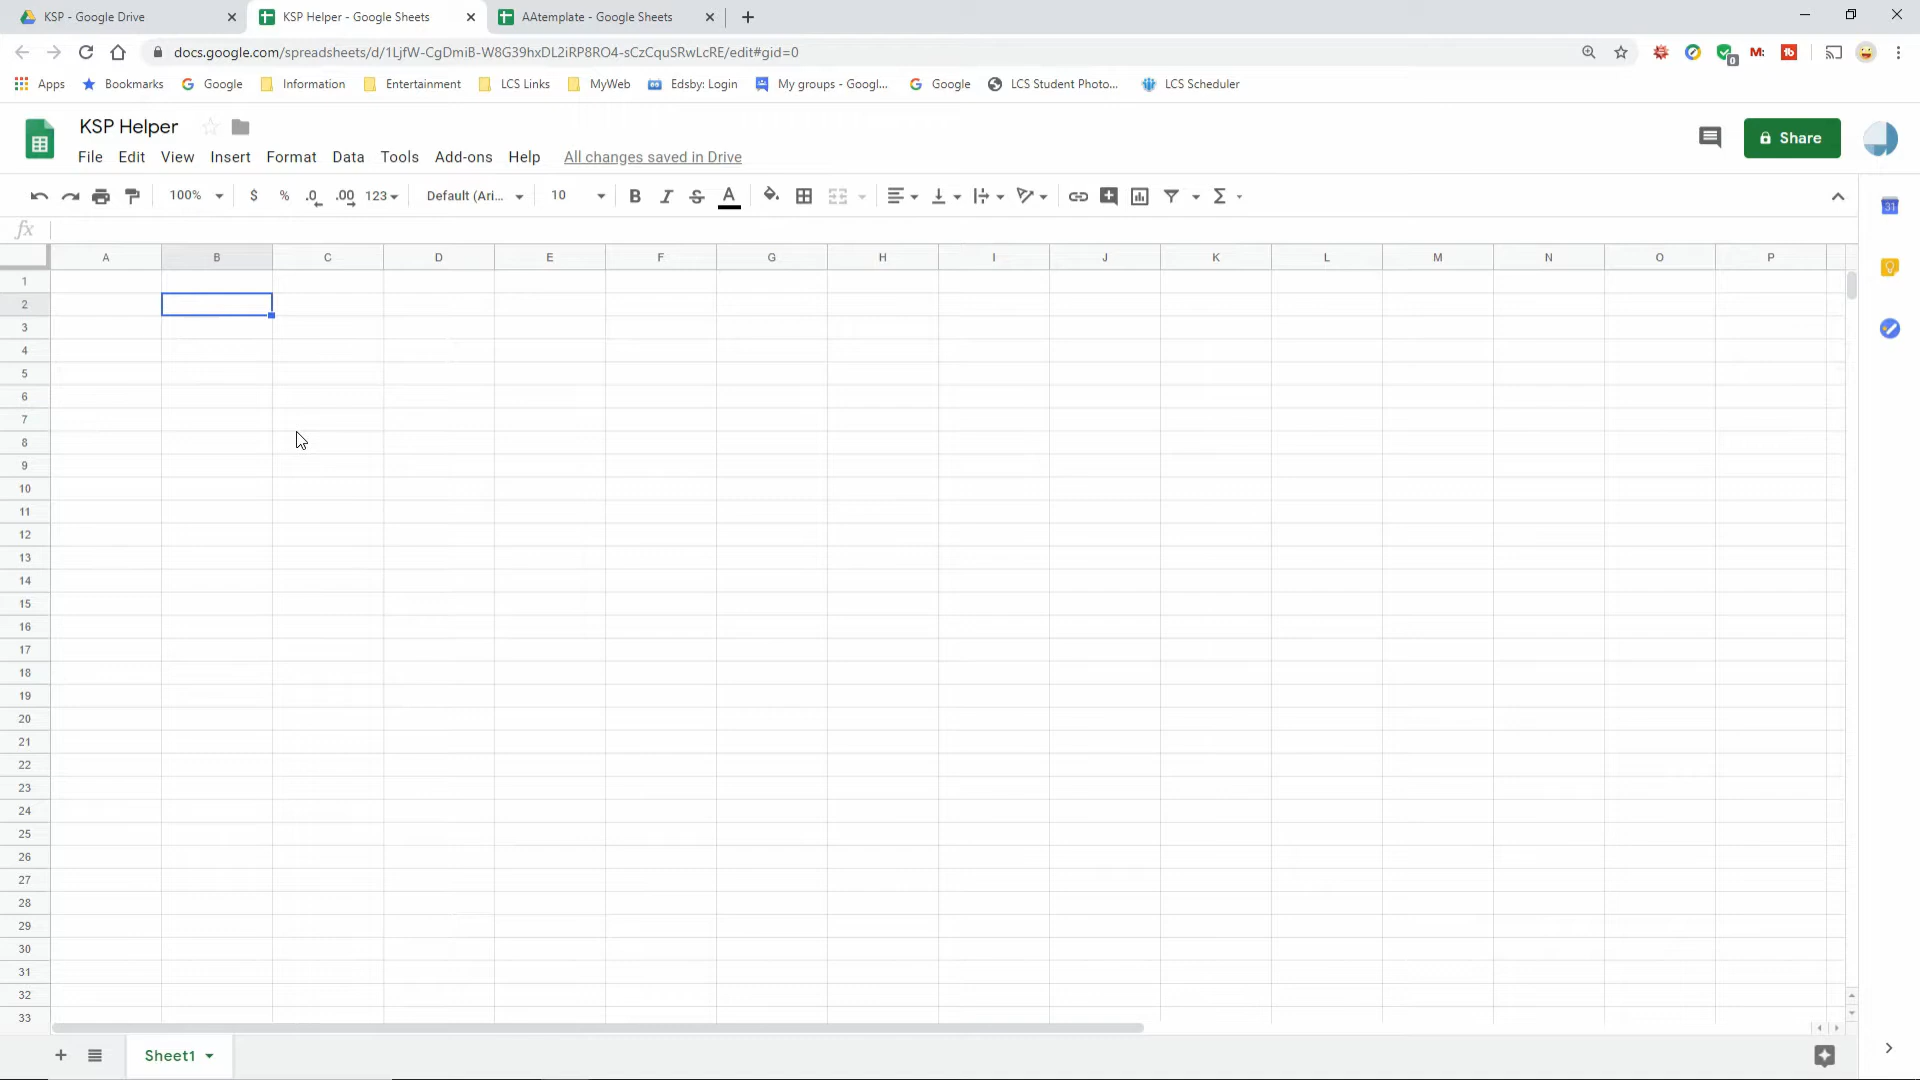 KSP - Google Drive
KSP Helper - Google Sheets
AAtemplate - Google Sheets
docs.google.com/spreadsheets/d/1LjfW-CgDmiB-W8G39hxDL2iRP8RO4-sCzCquSRwLcRE/edit#gid=0
0
M:
Apps
Bookmarks
Google
Information
Entertainment
LCS Links
MyWeb
Edsby: Login
My groups - Googl...
Google
LCS Student Photo...
LCS Scheduler
KSP Helper
File Edit View Insert Format Data Tools Add-ons Help All changes saved in Drive
Share
100% $ % .0 .00 123 Default (Ari... 10 B I S A Σ
31
fx
A B C D E F G H I J K L M N O P
1
2
3
4
5
6
7
8
9
10
11
12
13
14
15
16
17
18
19
20
21
22
23
24
25
26
27
28
29
30
31
32
33
Sheet1